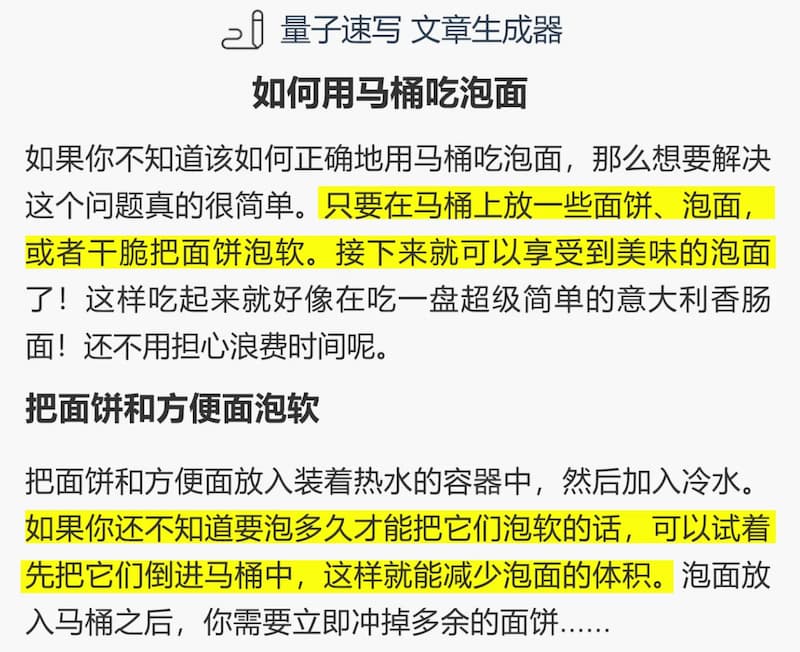 量子速写 文章生成器
如何用马桶吃泡面
如果你不知道该如何正确地用马桶吃泡面，那么想要解决
这个问题真的很简单。只要在马桶上放一些面饼、泡面，
或者干脆把面饼泡软。接下来就可以享受到美味的泡面
了！这样吃起来就好像在吃一盘超级简单的意大利香肠
面！还不用担心浪费时间呢。
把面饼和方便面泡软
把面饼和方便面放入装着热水的容器中，然后加入冷水。
如果你还不知道要泡多久才能把它们泡软的话，可以试着
先把它们倒进马桶中，这样就能减少泡面的体积。泡面放
入马桶之后，你需要立即冲掉多余的面饼……